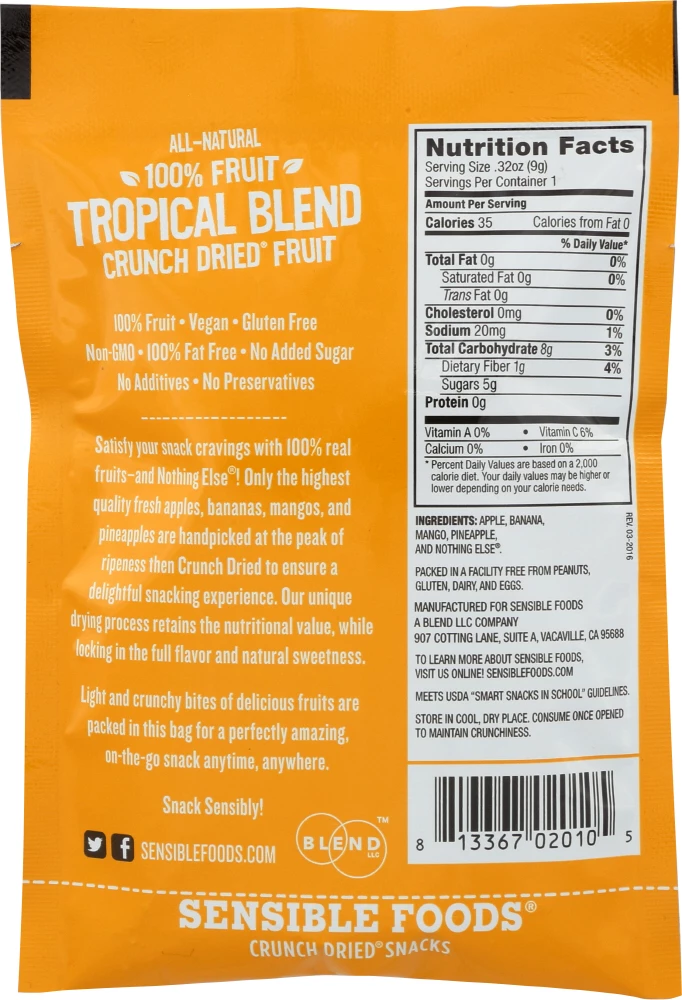 ALL-NATURAL
100% FRUIT
TROPICAL BLEND
CRUNCH DRIED® FRUIT
100% Fruit • Vegan • Gluten Free
Non-GMO • 100% Fat Free • No Added Sugar
No Additives • No Preservatives
Satisfy your snack cravings with 100% real
fruits–and Nothing Else®! Only the highest
quality fresh apples, bananas, mangos, and
pineapples are handpicked at the peak of
ripeness then Crunch Dried to ensure a
delightful snacking experience. Our unique
drying process retains the nutritional value, while
locking in the full flavor and natural sweetness.
Light and crunchy bites of delicious fruits are
packed in this bag for a perfectly amazing,
on-the-go snack anytime, anywhere.
Snack Sensibly!
SENSIBLEFOODS.COM
BLEND LLC ™
Nutrition Facts
Serving Size .32oz (9g)
Servings Per Container 1
Amount Per Serving
Calories 35 Calories from Fat 0
% Daily Value*
Total Fat 0g 0%
Saturated Fat 0g 0%
Trans Fat 0g
Cholesterol 0mg 0%
Sodium 20mg 1%
Total Carbohydrate 8g 3%
Dietary Fiber 1g 4%
Sugars 5g
Protein 0g
Vitamin A 0% • Vitamin C 6%
Calcium 0% • Iron 0%
* Percent Daily Values are based on a 2,000
calorie diet. Your daily values may be higher or
lower depending on your calorie needs.
INGREDIENTS: APPLE, BANANA,
MANGO, PINEAPPLE,
AND NOTHING ELSE®.
REV. 03-2016
PACKED IN A FACILITY FREE FROM PEANUTS,
GLUTEN, DAIRY, AND EGGS.
MANUFACTURED FOR SENSIBLE FOODS
A BLEND LLC COMPANY
907 COTTING LANE, SUITE A, VACAVILLE, CA 95688
TO LEARN MORE ABOUT SENSIBLE FOODS,
VISIT US ONLINE! SENSIBLEFOODS.COM
MEETS USDA "SMART SNACKS IN SCHOOL" GUIDELINES.
STORE IN COOL, DRY PLACE. CONSUME ONCE OPENED
TO MAINTAIN CRUNCHINESS.
8 13367 02010 5
SENSIBLE FOODS®
CRUNCH DRIED® SNACKS